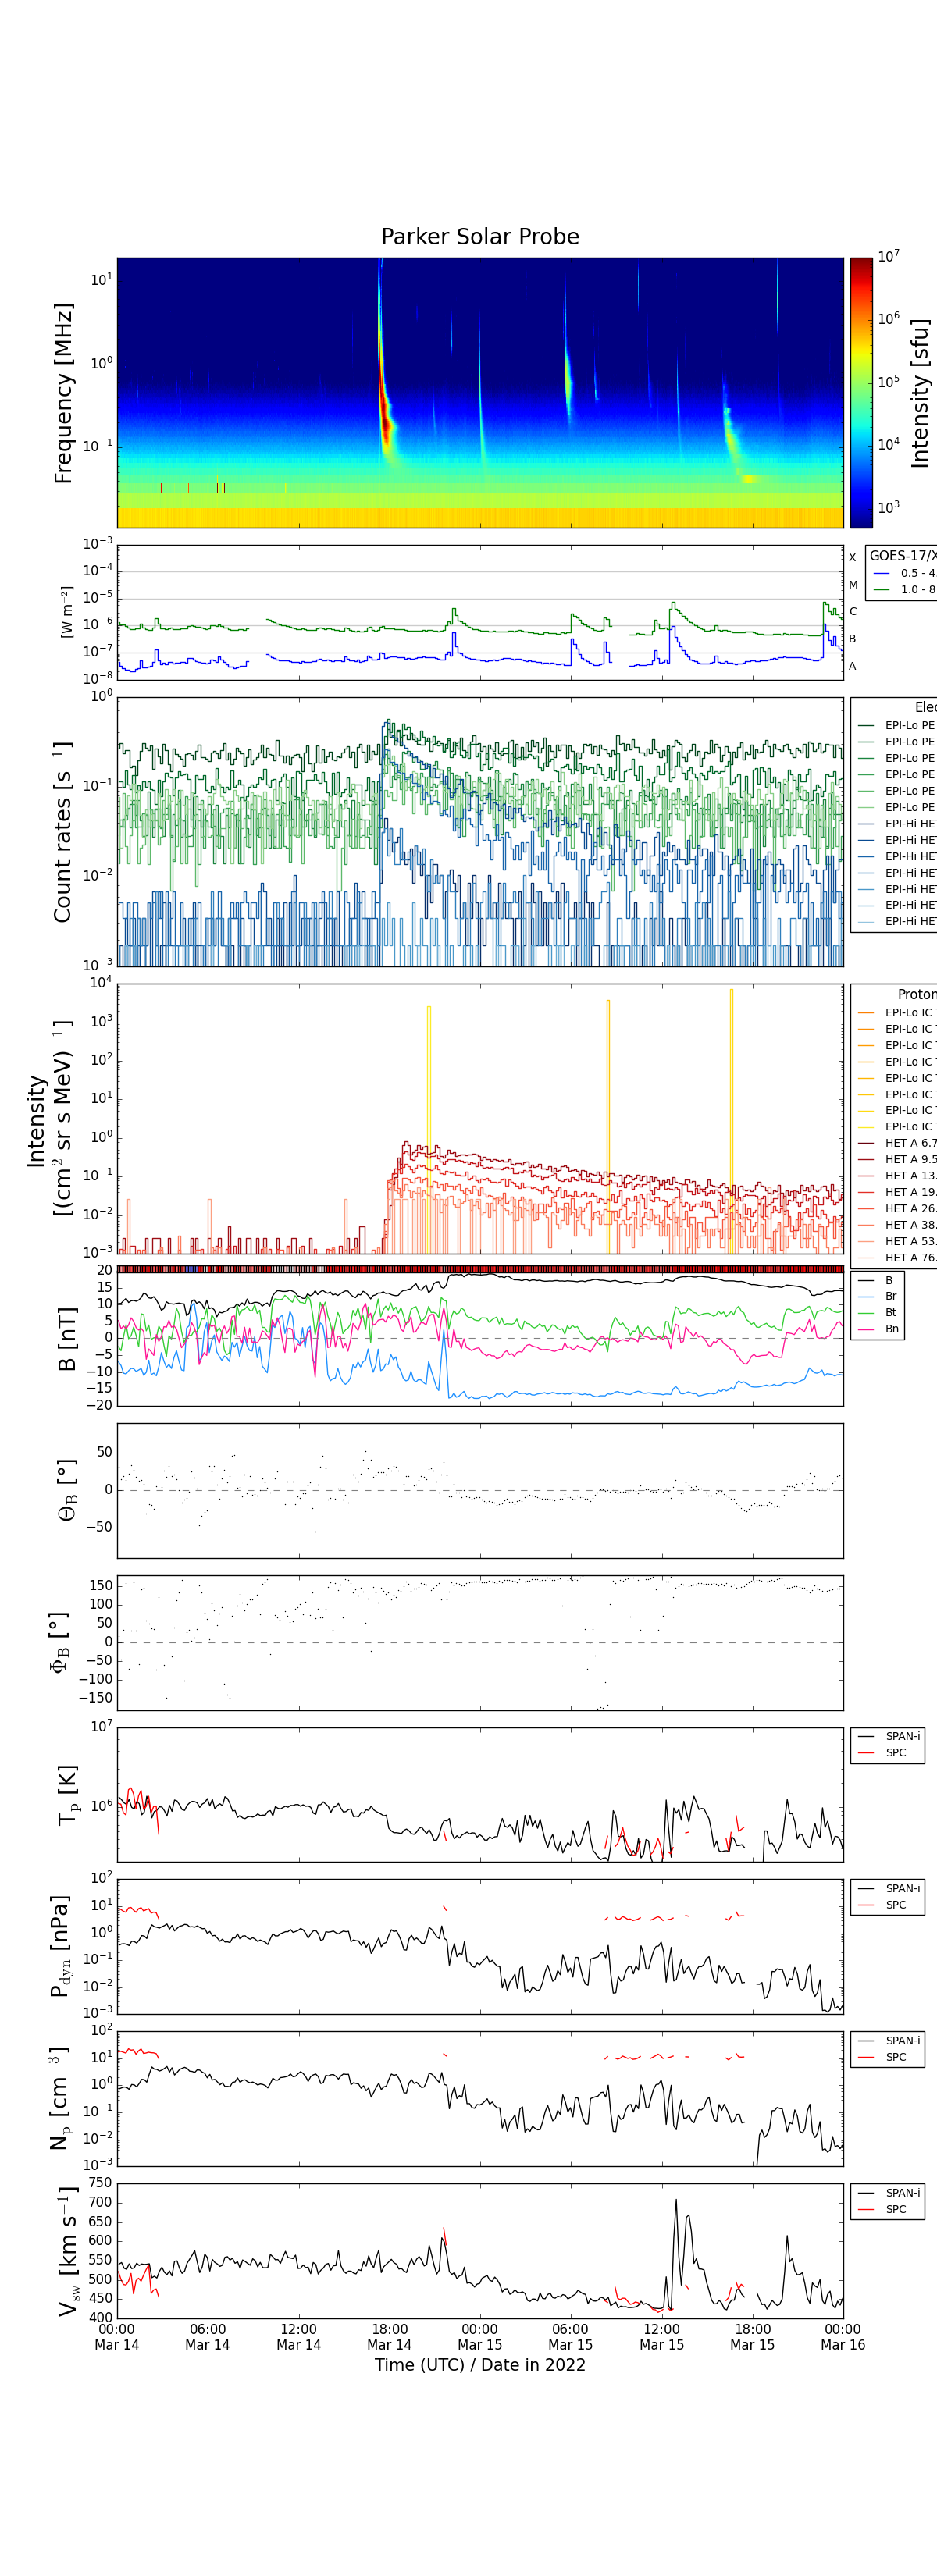 Parker Solar Probe
Frequency [MHz]
10¹
10⁰
10⁻¹
10⁷
10⁶
10⁵
10⁴
10³
Intensity [sfu]
[W m⁻²]
10⁻³
10⁻⁴
10⁻⁵
10⁻⁶
10⁻⁷
10⁻⁸
X
M
C
B
A
GOES-17/X
0.5 - 4.
1.0 - 8
Count rates [s⁻¹]
10⁰
10⁻¹
10⁻²
10⁻³
Elec
EPI-Lo PE
EPI-Lo PE
EPI-Lo PE
EPI-Lo PE
EPI-Lo PE
EPI-Lo PE
EPI-Hi HET
EPI-Hi HET
EPI-Hi HET
EPI-Hi HET
EPI-Hi HET
EPI-Hi HET
EPI-Hi HET
Intensity
[(cm² sr s MeV)⁻¹]
10⁴
10³
10²
10¹
10⁰
10⁻¹
10⁻²
10⁻³
Proton
EPI-Lo IC
EPI-Lo IC
EPI-Lo IC
EPI-Lo IC
EPI-Lo IC
EPI-Lo IC
EPI-Lo IC
EPI-Lo IC
HET A 6.7
HET A 9.5
HET A 13.
HET A 19.
HET A 26.
HET A 38.
HET A 53.
HET A 76.
B [nT]
20
15
10
5
0
−5
−10
−15
−20
B
Br
Bt
Bn
Θ_B [°]
50
0
−50
Φ_B [°]
150
100
50
0
−50
−100
−150
T_p [K]
10⁷
10⁶
SPAN-i
SPC
P_dyn [nPa]
10²
10¹
10⁰
10⁻¹
10⁻²
10⁻³
SPAN-i
SPC
N_p [cm⁻³]
10²
10¹
10⁰
10⁻¹
10⁻²
10⁻³
SPAN-i
SPC
V_sw [km s⁻¹]
750
700
650
600
550
500
450
400
SPAN-i
SPC
00:00 06:00 12:00 18:00 00:00 06:00 12:00 18:00 00:00
Mar 14 Mar 14 Mar 14 Mar 14 Mar 15 Mar 15 Mar 15 Mar 15 Mar 16
Time (UTC) / Date in 2022